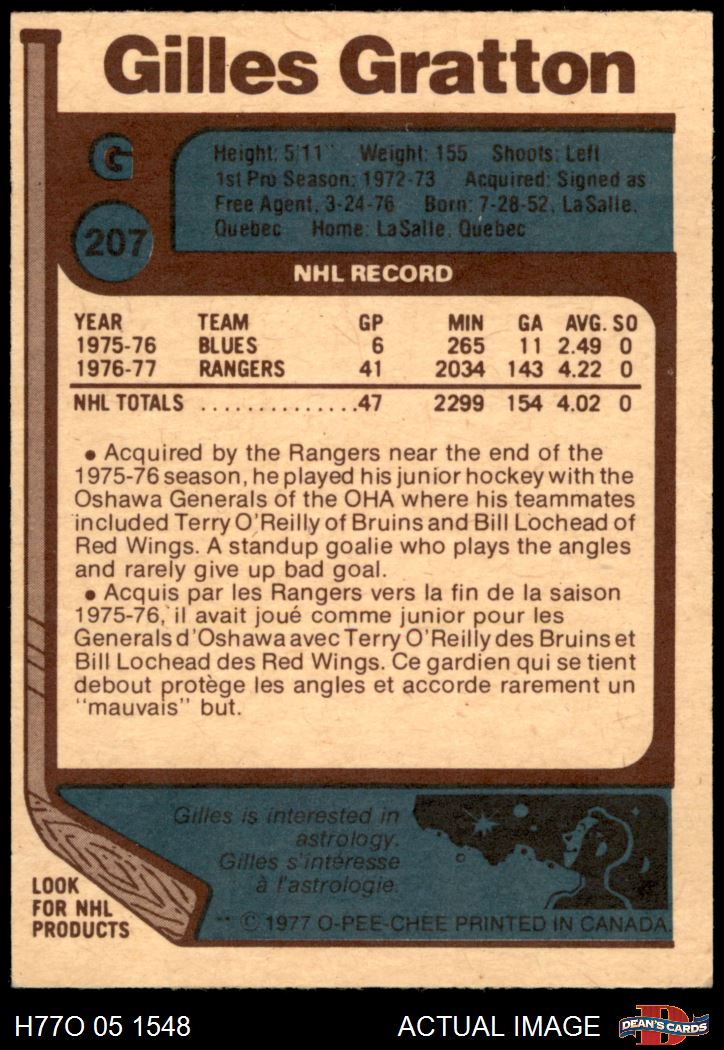 Gilles Gratton
G
207
Height: 5'11" Weight: 155 Shoots: Left
1st Pro Season: 1972-73 Acquired: Signed as
Free Agent, 3-24-76 Born: 7-28-52, LaSalle,
Quebec Home: LaSalle, Quebec
NHL RECORD
YEAR TEAM GP MIN GA AVG. SO
1975-76 BLUES 6 265 11 2.49 0
1976-77 RANGERS 41 2034 143 4.22 0
NHL TOTALS ..............47 2299 154 4.02 0
• Acquired by the Rangers near the end of the
1975-76 season, he played his junior hockey with the
Oshawa Generals of the OHA where his teammates
included Terry O'Reilly of Bruins and Bill Lochead of
Red Wings. A standup goalie who plays the angles
and rarely give up bad goal.
• Acquis par les Rangers vers la fin de la saison
1975-76, il avait joué comme junior pour les
Generals d'Oshawa avec Terry O'Reilly des Bruins et
Bill Lochead des Red Wings. Ce gardien qui se tient
debout protège les angles et accorde rarement un
"mauvais" but.
Gilles is interested in
astrology.
Gilles s'intéresse
à l'astrologie.
LOOK
FOR NHL
PRODUCTS
** © 1977 O-PEE-CHEE PRINTED IN CANADA.
H77O 05 1548 ACTUAL IMAGE DEAN'S CARDS